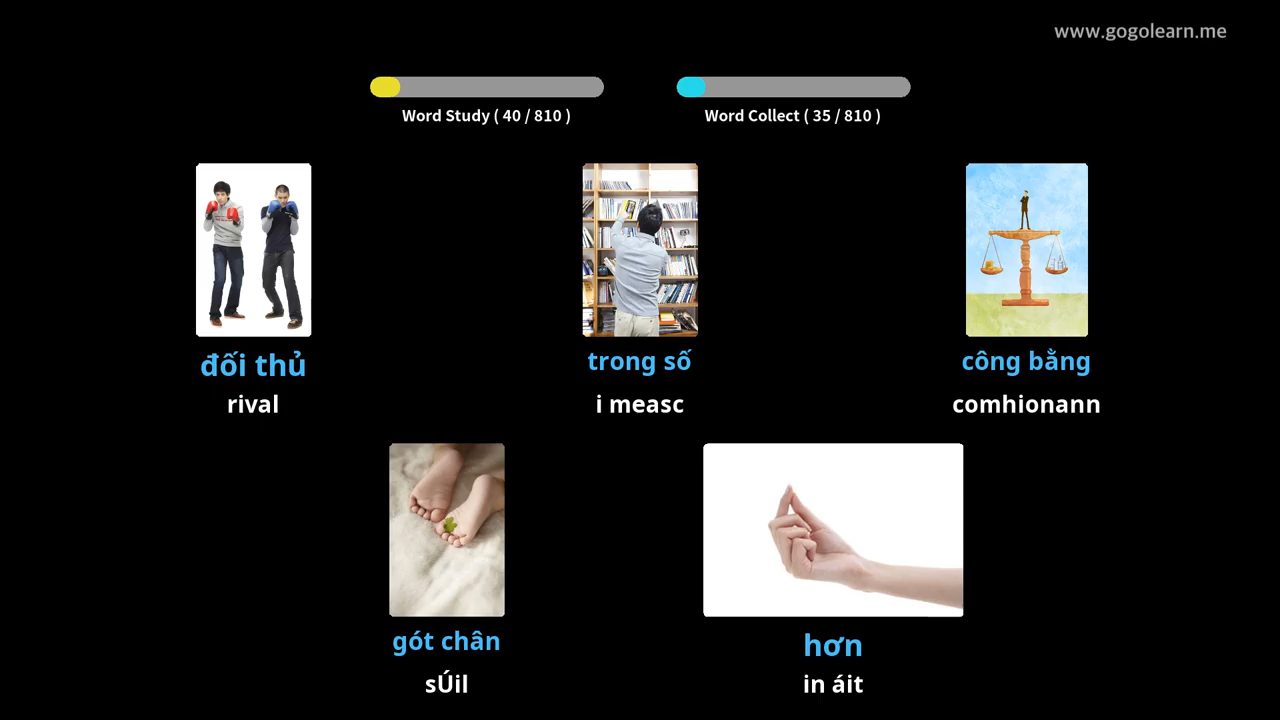 www.gogolearn.me
Word Study ( 40 / 810 )
Word Collect ( 35 / 810 )
đối thủ
rival
trong số
i measc
công bằng
comhionann
gót chân
sÚil
hơn
in áit